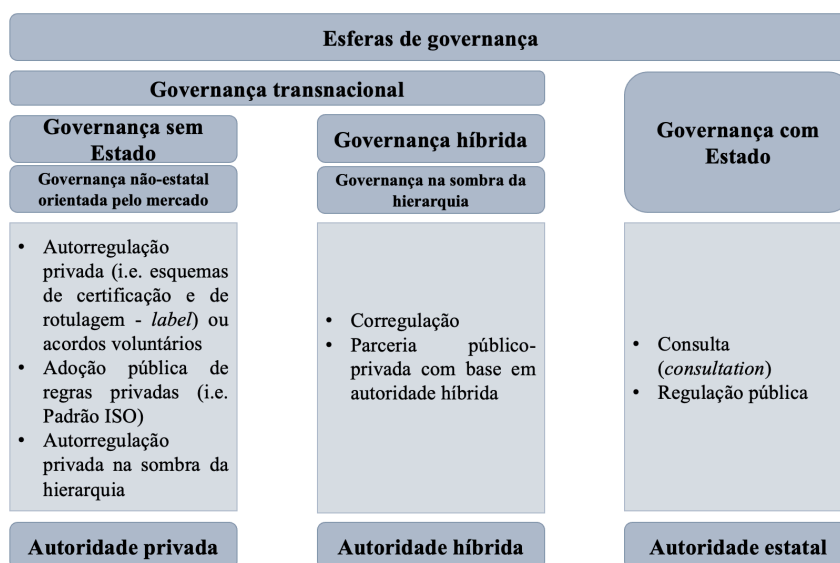 Esferas de governança
Governança transnacional
Governança sem
Estado
Governança não-estatal
orientada pelo mercado
• Autorregulação
privada (i.e. esquemas
de certificação e de
rotulagem - label) ou
acordos voluntários
• Adoção pública de
regras privadas (i.e.
Padrão ISO)
• Autorregulação
privada na sombra da
hierarquia
Autoridade privada
Governança híbrida
Governança na sombra da
hierarquia
• Corregulação
• Parceria público-
privada com base em
autoridade híbrida
Autoridade híbrida
Governança com
Estado
• Consulta
(consultation)
• Regulação pública
Autoridade estatal